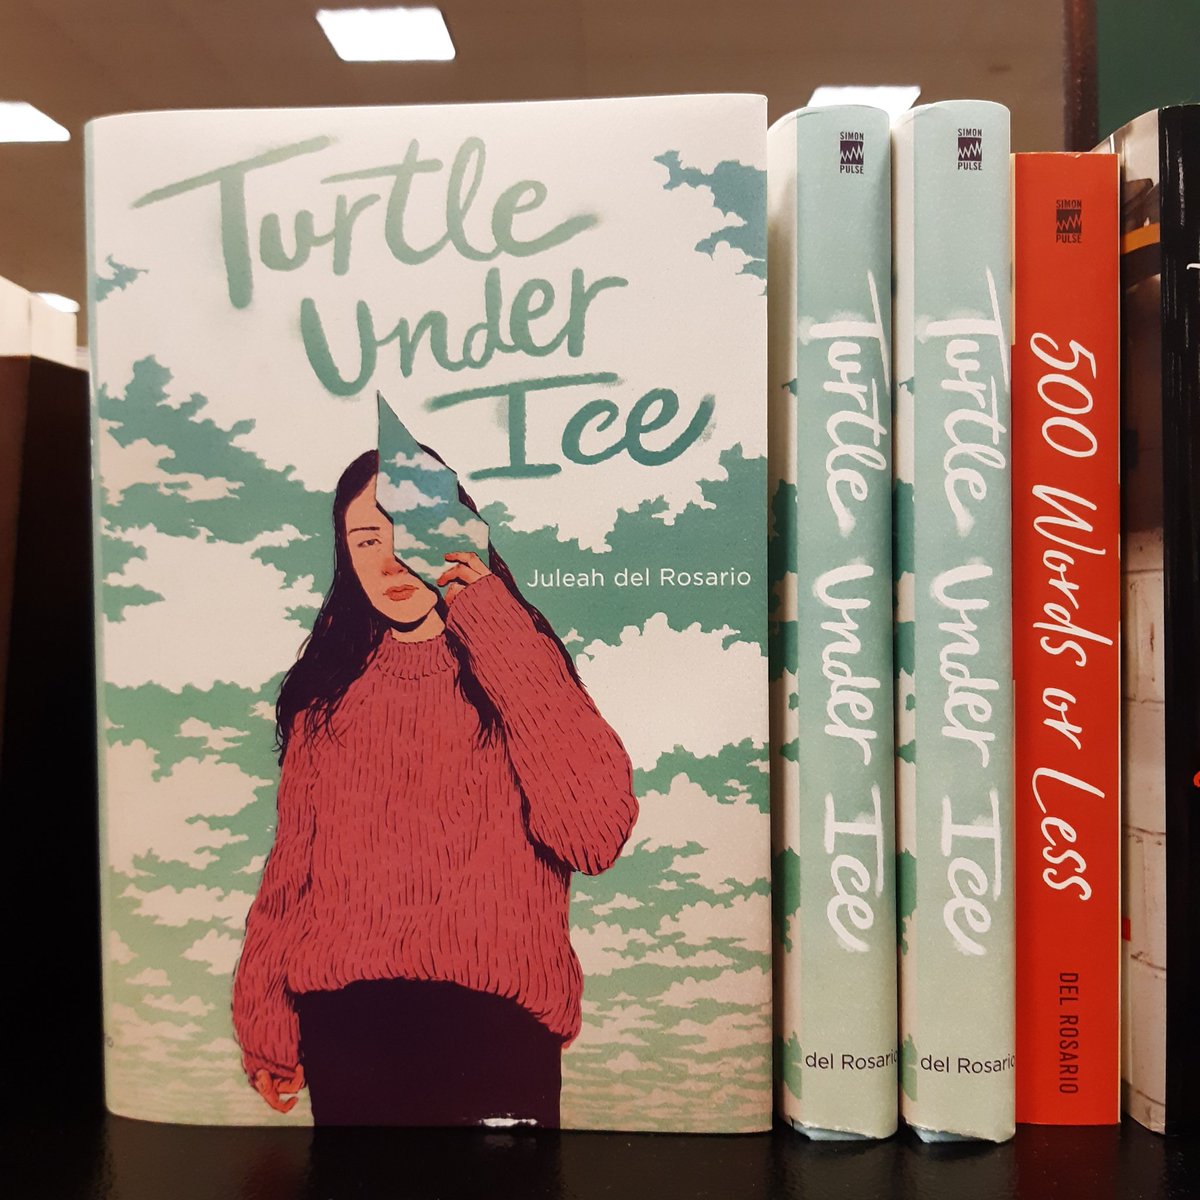 Turtle
Under
Ice
Juleah del Rosario
SIMON
PULSE
Turtle Under Ice
del Rosario
SIMON
PULSE
Turtle Under Ice
del Rosario
SIMON
PULSE
500 Words or Less
DEL ROSARIO